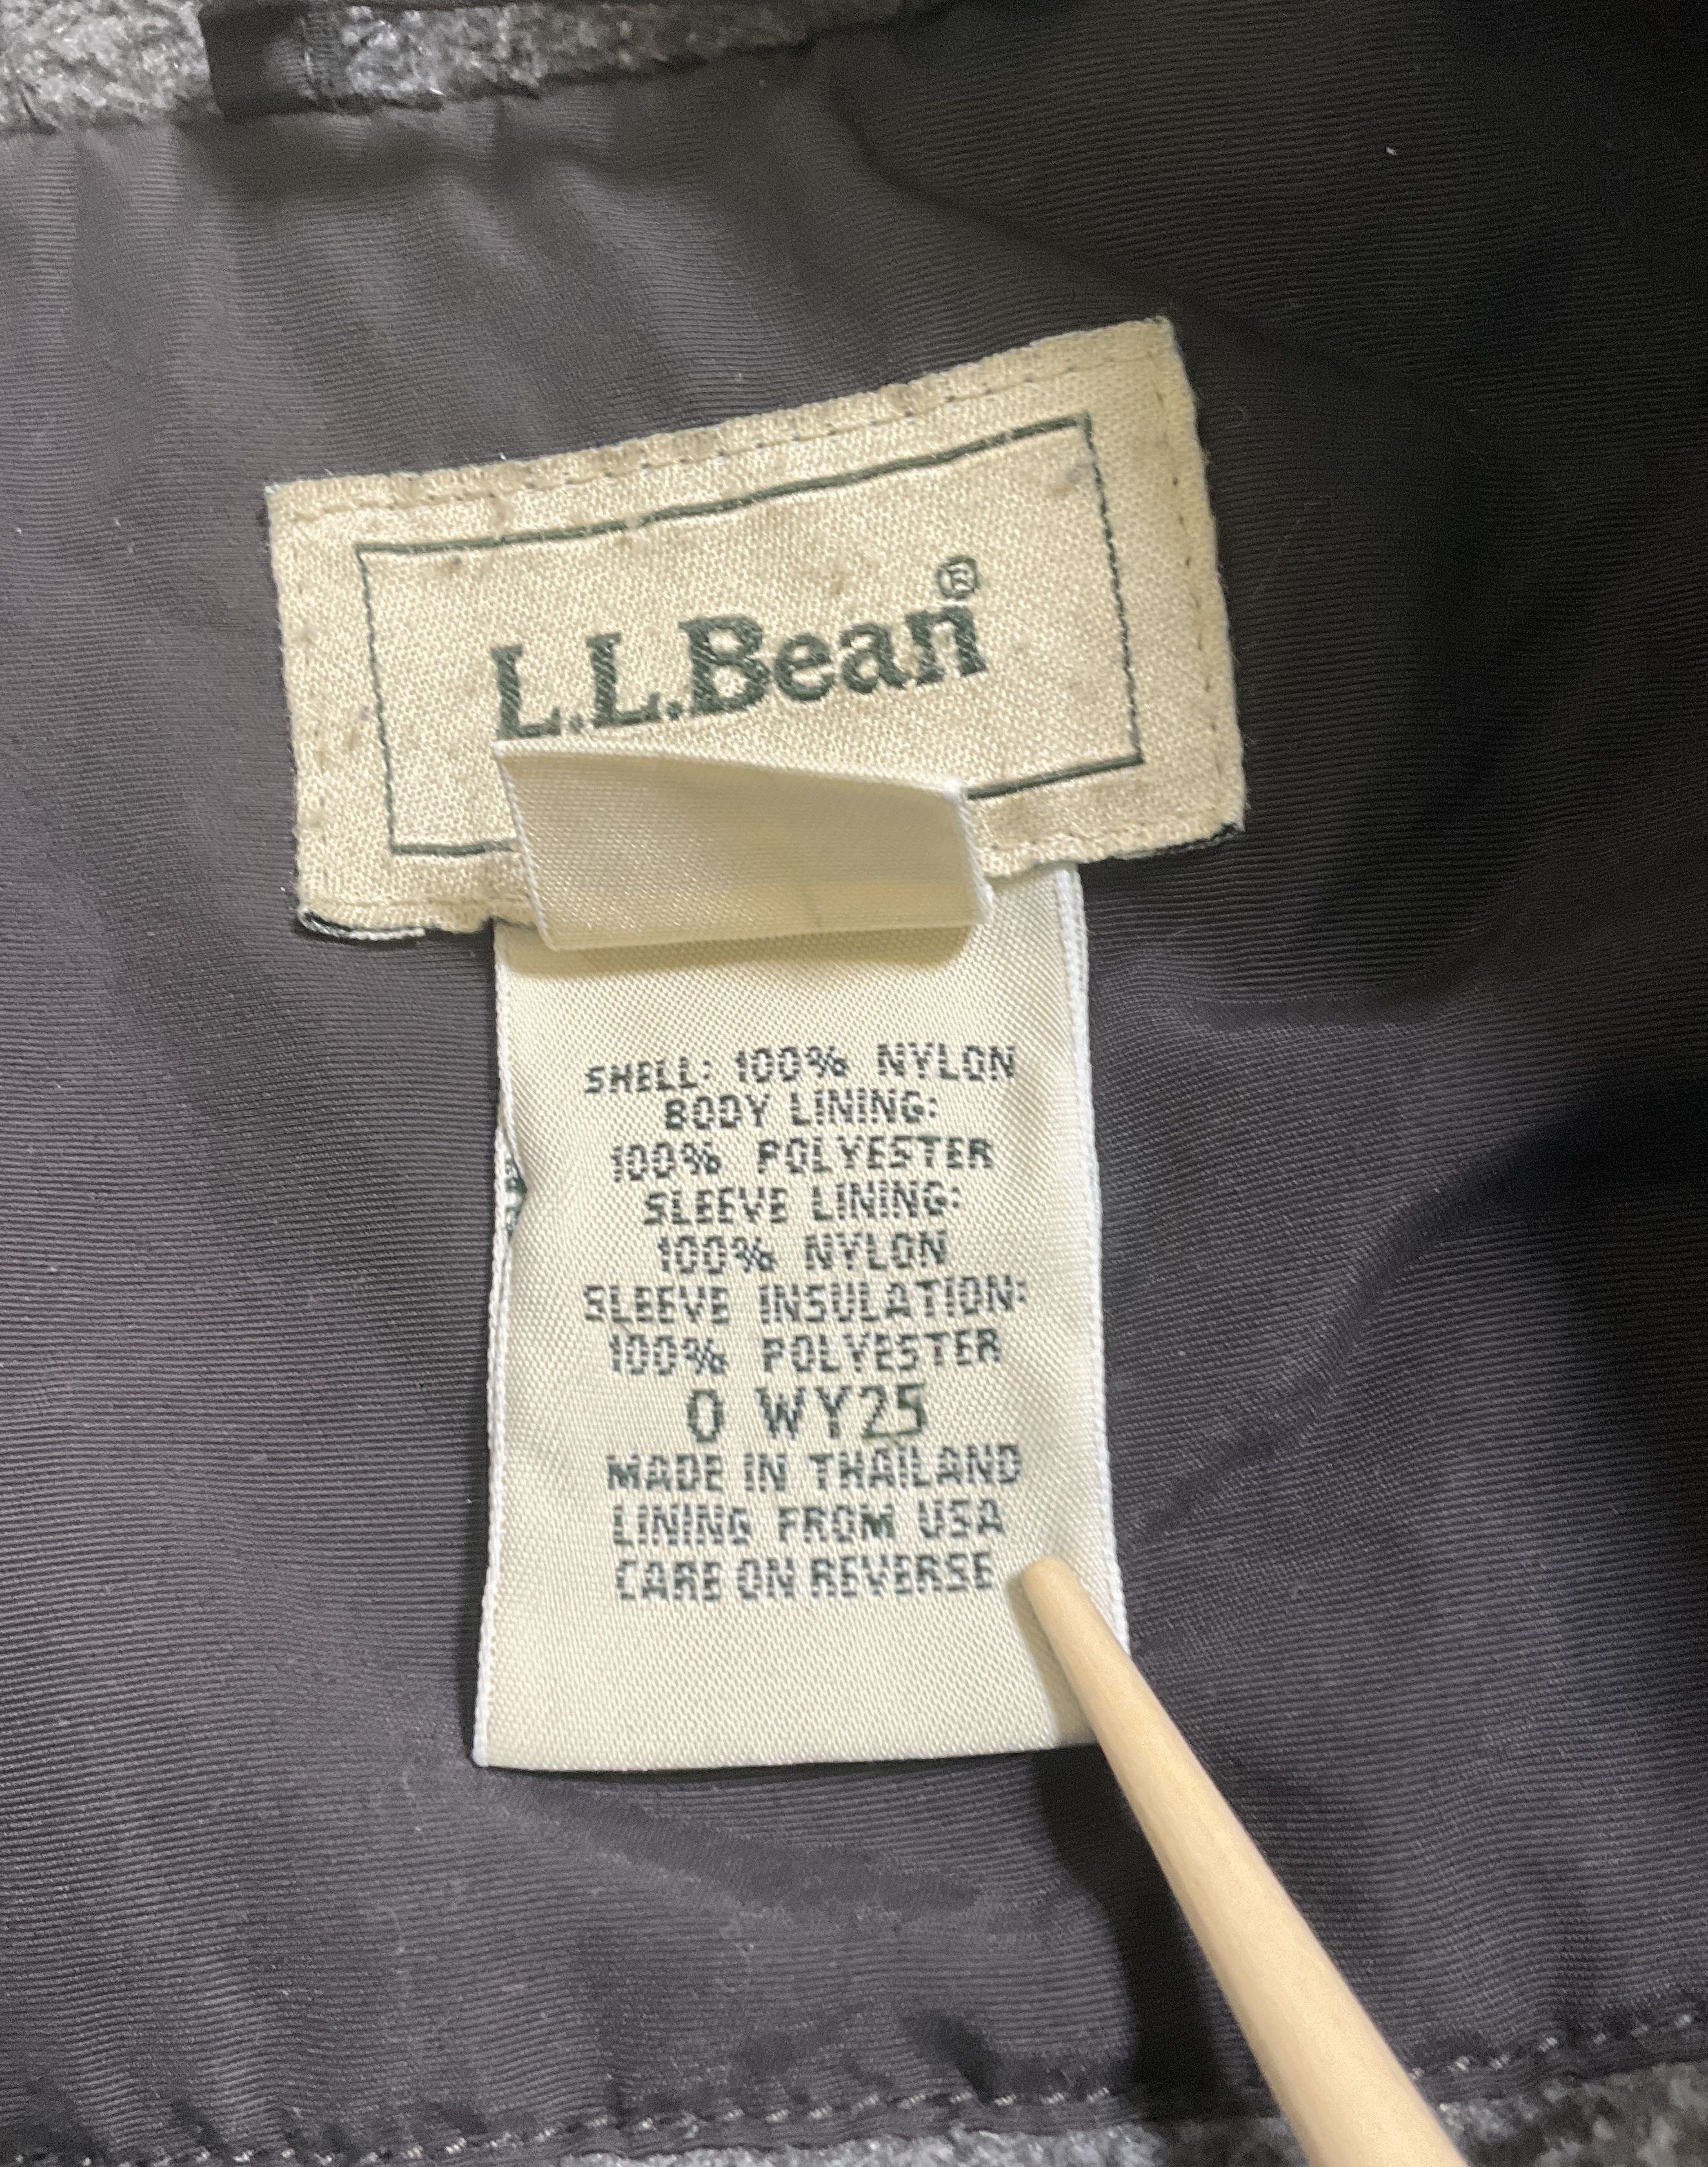 L.L.Bean®
SHELL: 100% NYLON
BODY LINING:
100% POLYESTER
SLEEVE LINING:
100% NYLON
SLEEVE INSULATION:
100% POLYESTER
0 WY25
MADE IN THAILAND
LINING FROM USA
CARE ON REVERSE